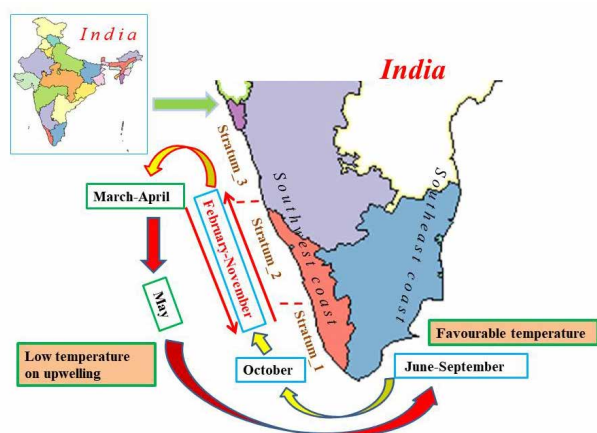 India
India
Stratum_3
March-April
February-November
Southwest coast
Southeast coast
Stratum_2
May
Stratum_1
Favourable temperature
Low temperature
on upwelling
October
June-September